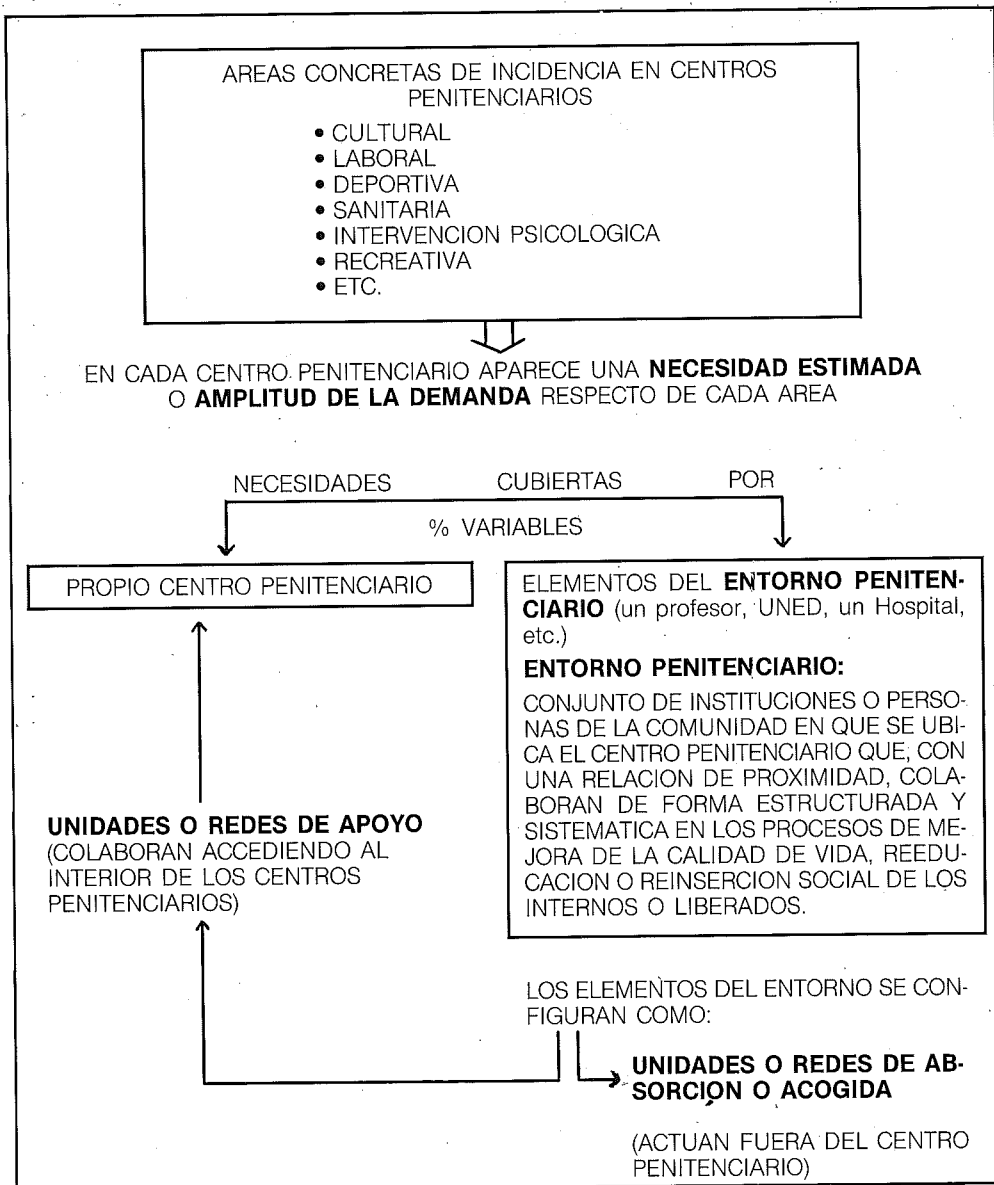 AREAS CONCRETAS DE INCIDENCIA EN CENTROS
PENITENCIARIOS
• CULTURAL
• LABORAL
• DEPORTIVA
• SANITARIA
• INTERVENCION PSICOLOGICA
• RECREATIVA
• ETC.
EN CADA CENTRO PENITENCIARIO APARECE UNA NECESIDAD ESTIMADA
O AMPLITUD DE LA DEMANDA RESPECTO DE CADA AREA
NECESIDADES CUBIERTAS POR
% VARIABLES
PROPIO CENTRO PENITENCIARIO
ELEMENTOS DEL ENTORNO PENITEN-
CIARIO (un profesor, UNED, un Hospital,
etc.)
ENTORNO PENITENCIARIO:
CONJUNTO DE INSTITUCIONES O PERSO-
NAS DE LA COMUNIDAD EN QUE SE UBI-
CA EL CENTRO PENITENCIARIO QUE, CON
UNA RELACION DE PROXIMIDAD, COLA-
BORAN DE FORMA ESTRUCTURADA Y
SISTEMATICA EN LOS PROCESOS DE ME-
JORA DE LA CALIDAD DE VIDA, REEDU-
CACION O REINSERCION SOCIAL DE LOS
INTERNOS O LIBERADOS.
UNIDADES O REDES DE APOYO
(COLABORAN ACCEDIENDO AL
INTERIOR DE LOS CENTROS
PENITENCIARIOS)
LOS ELEMENTOS DEL ENTORNO SE CON-
FIGURAN COMO:
UNIDADES O REDES DE AB-
SORCION O ACOGIDA
(ACTUAN FUERA DEL CENTRO
PENITENCIARIO)